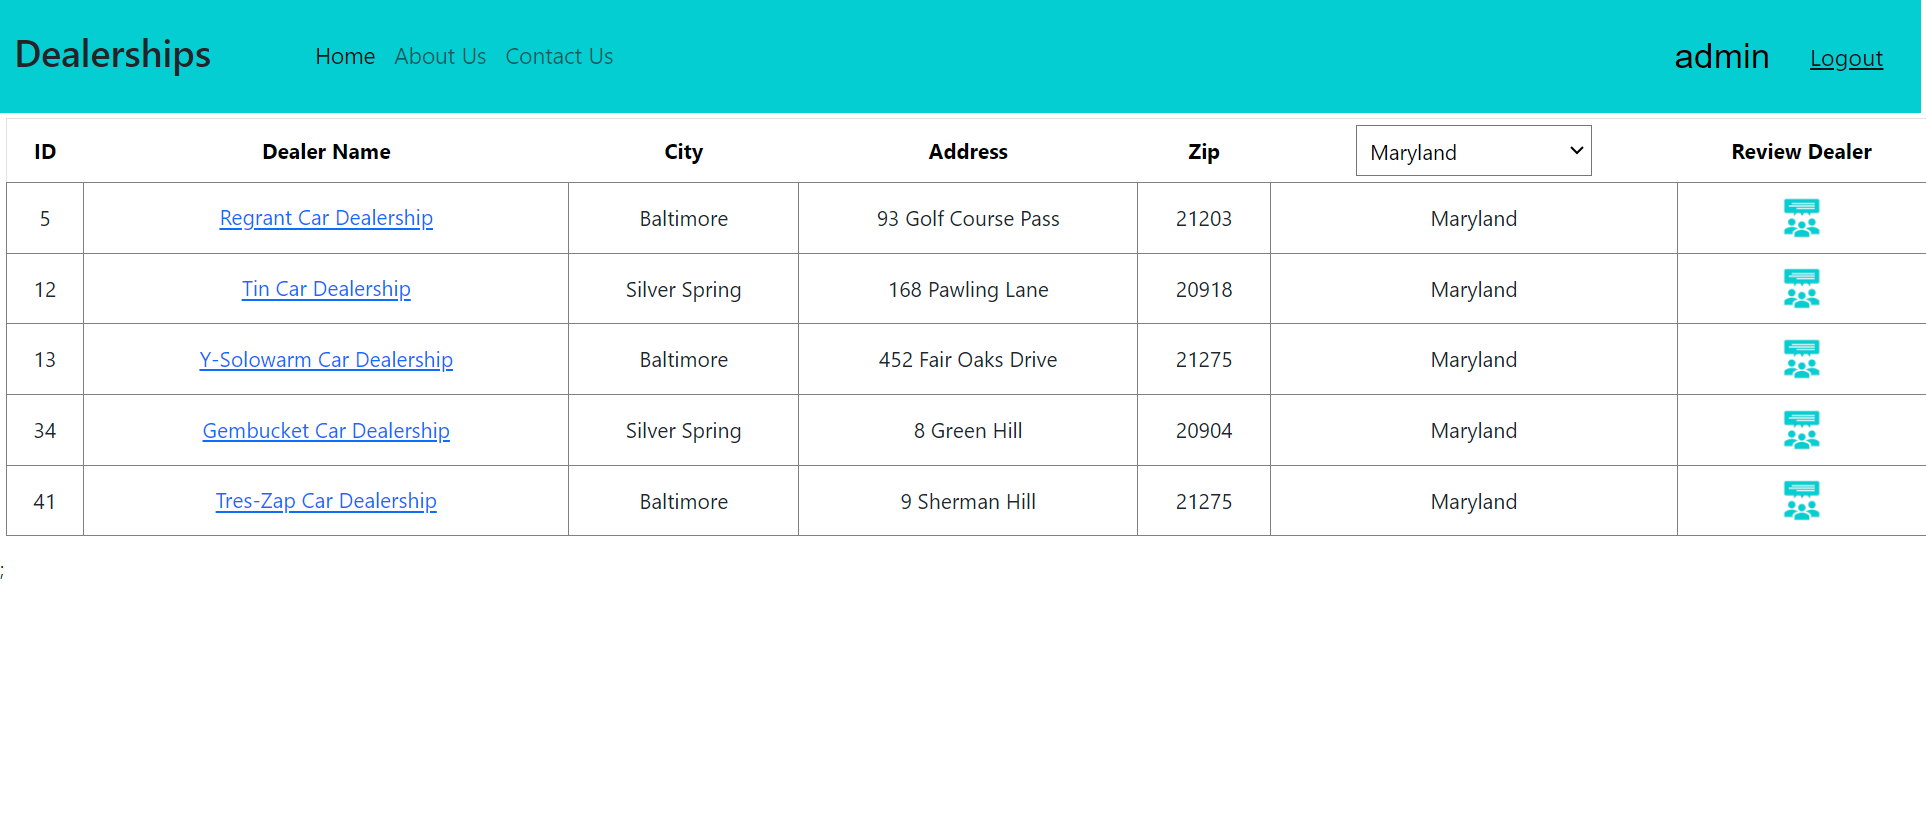 Dealerships Home About Us Contact Us admin Logout
ID Dealer Name City Address Zip Maryland Review Dealer
5 Regrant Car Dealership Baltimore 93 Golf Course Pass 21203 Maryland
12 Tin Car Dealership Silver Spring 168 Pawling Lane 20918 Maryland
13 Y-Solowarm Car Dealership Baltimore 452 Fair Oaks Drive 21275 Maryland
34 Gembucket Car Dealership Silver Spring 8 Green Hill 20904 Maryland
41 Tres-Zap Car Dealership Baltimore 9 Sherman Hill 21275 Maryland
;